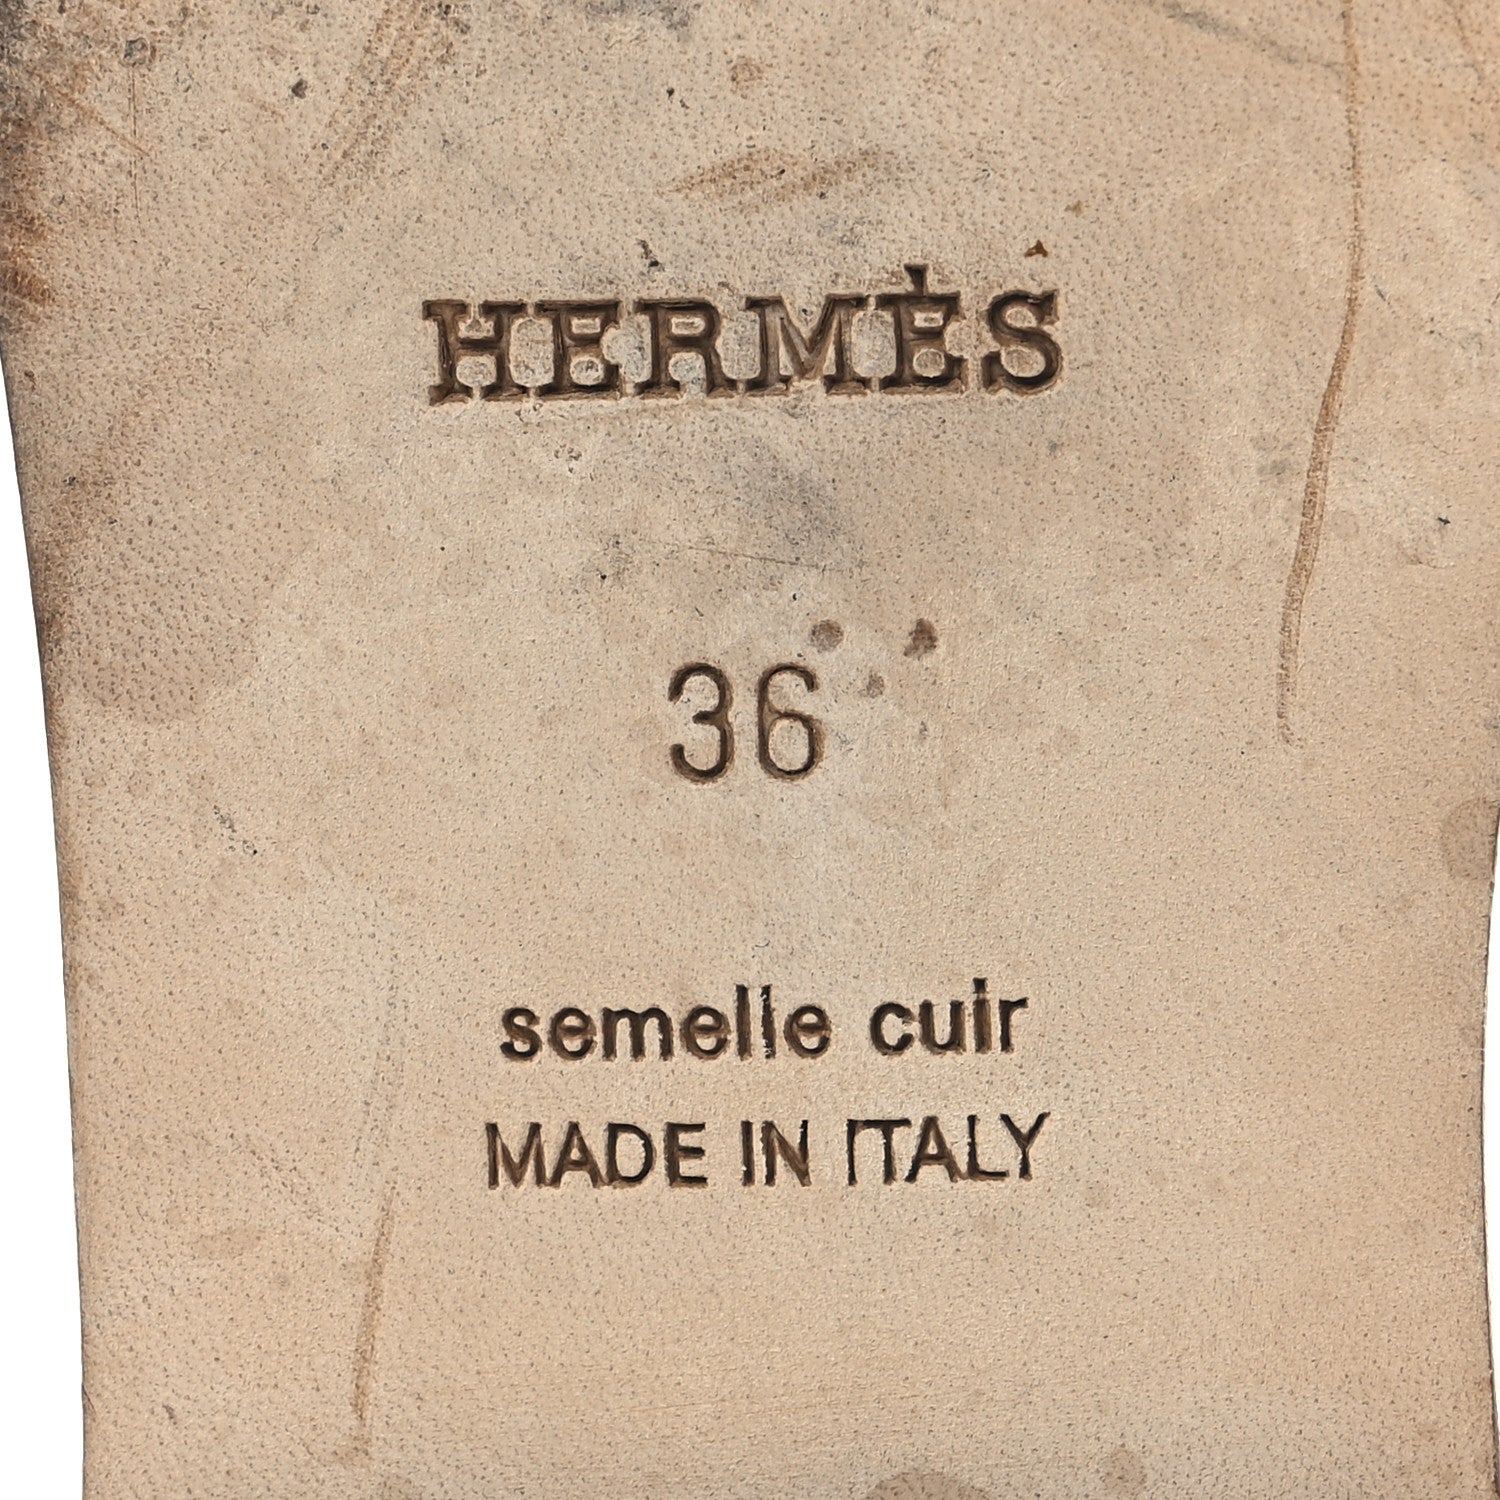 HERMÈS
36
semelle cuir
MADE IN ITALY